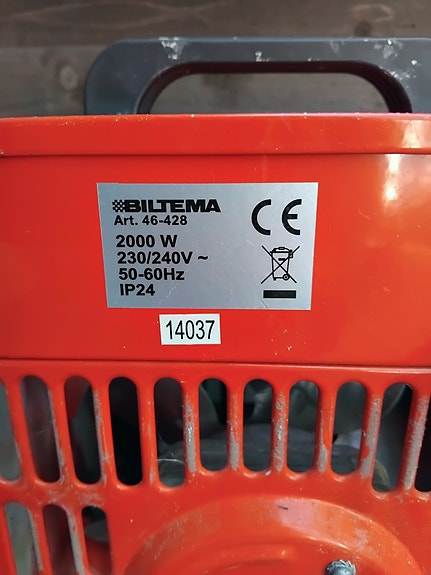 BILTEMA
Art. 46-428
2000 W
230/240V ~
50-60Hz
IP24
CE
14037